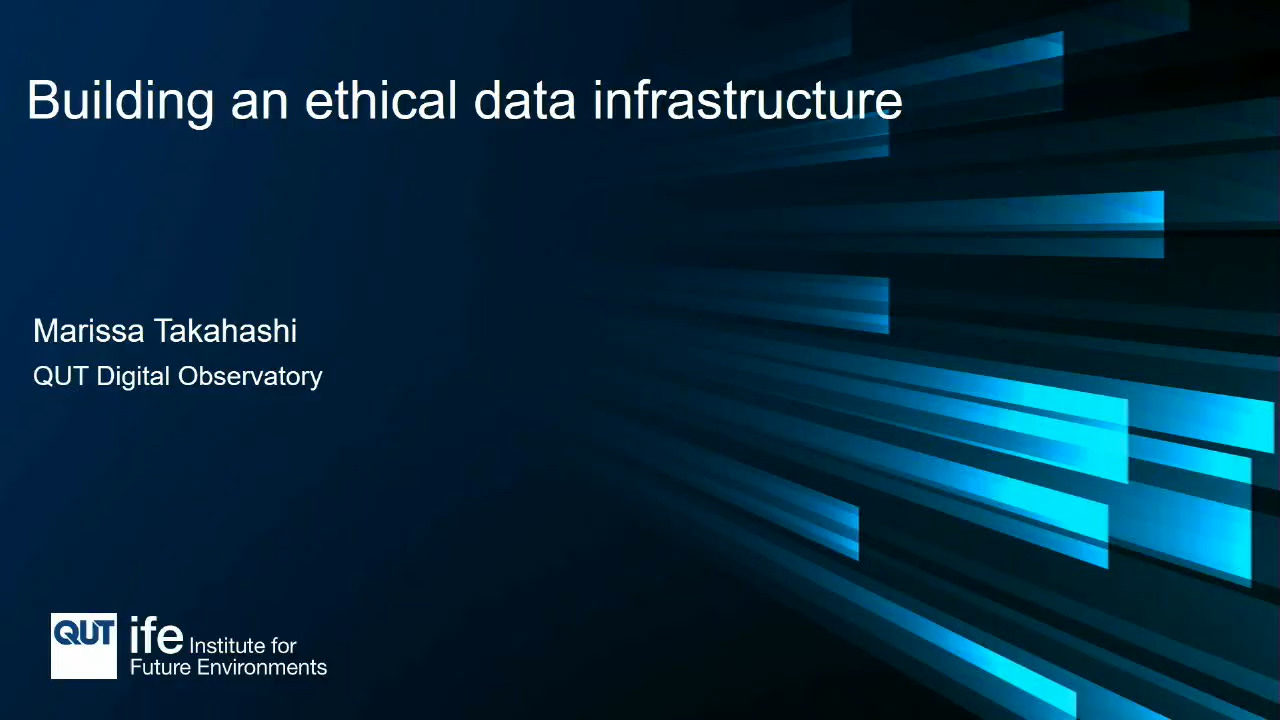 Building an ethical data infrastructure
Marissa Takahashi
QUT Digital Observatory
QUT ife Institute for
Future Environments